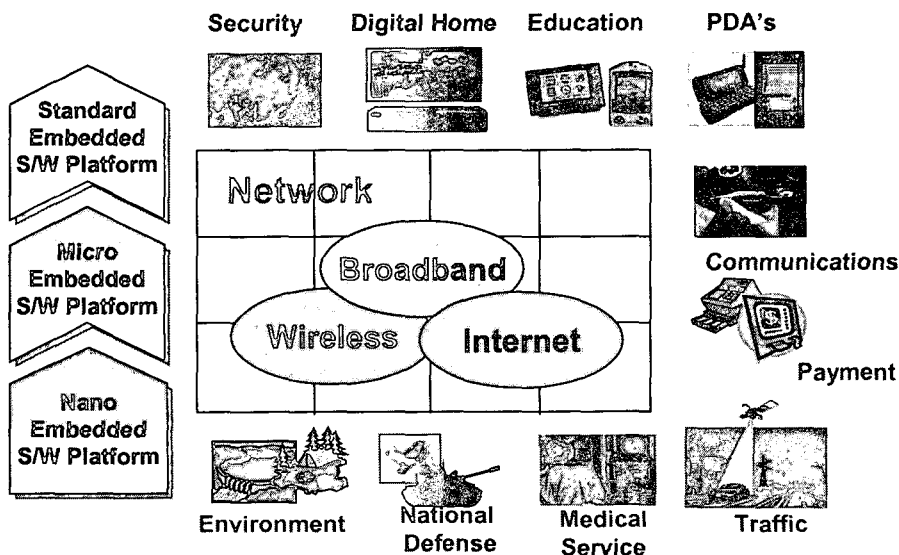 Security
Digital Home
Education
PDA's
Standard
Embedded
S/W Platform
Micro
Embedded
S/W Platform
Nano
Embedded
S/W Platform
Network
Broadband
Wireless
Internet
Communications
Payment
Environment
National
Defense
Medical
Service
Traffic